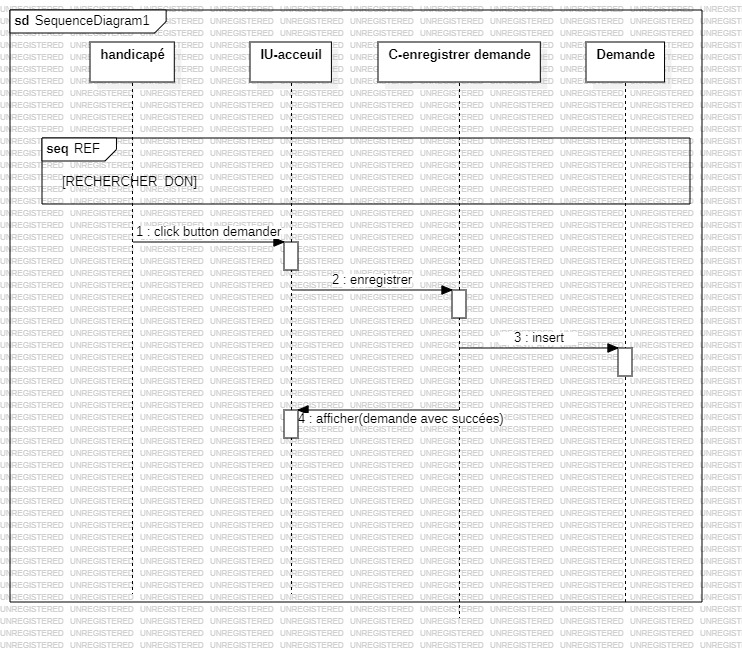 sd SequenceDiagram1
handicapé
IU-acceuil
C-enregistrer demande
Demande
seq REF
[RECHERCHER DON]
1 : click button demander
2 : enregistrer
3 : insert
4 : afficher(demande avec succées)
UNREGISTERED